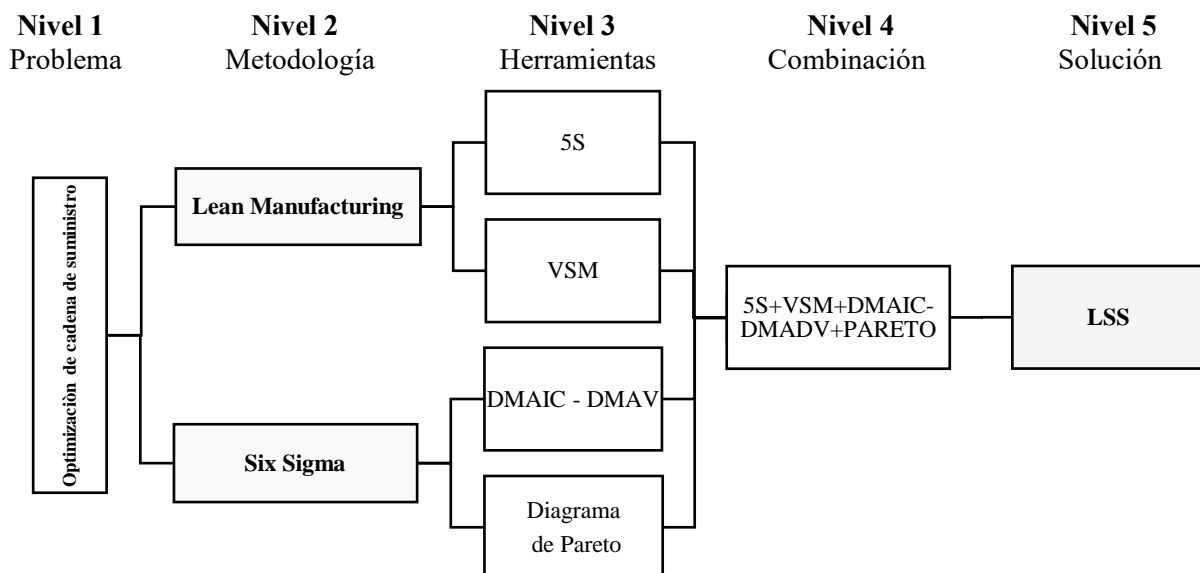 Nivel 1
Problema
Nivel 2
Metodología
Nivel 3
Herramientas
Nivel 4
Combinación
Nivel 5
Solución
Optimizaciòn de cadena de suministro
Lean Manufacturing
Six Sigma
5S
VSM
DMAIC - DMAV
Diagrama
de Pareto
5S+VSM+DMAIC-
DMADV+PARETO
LSS